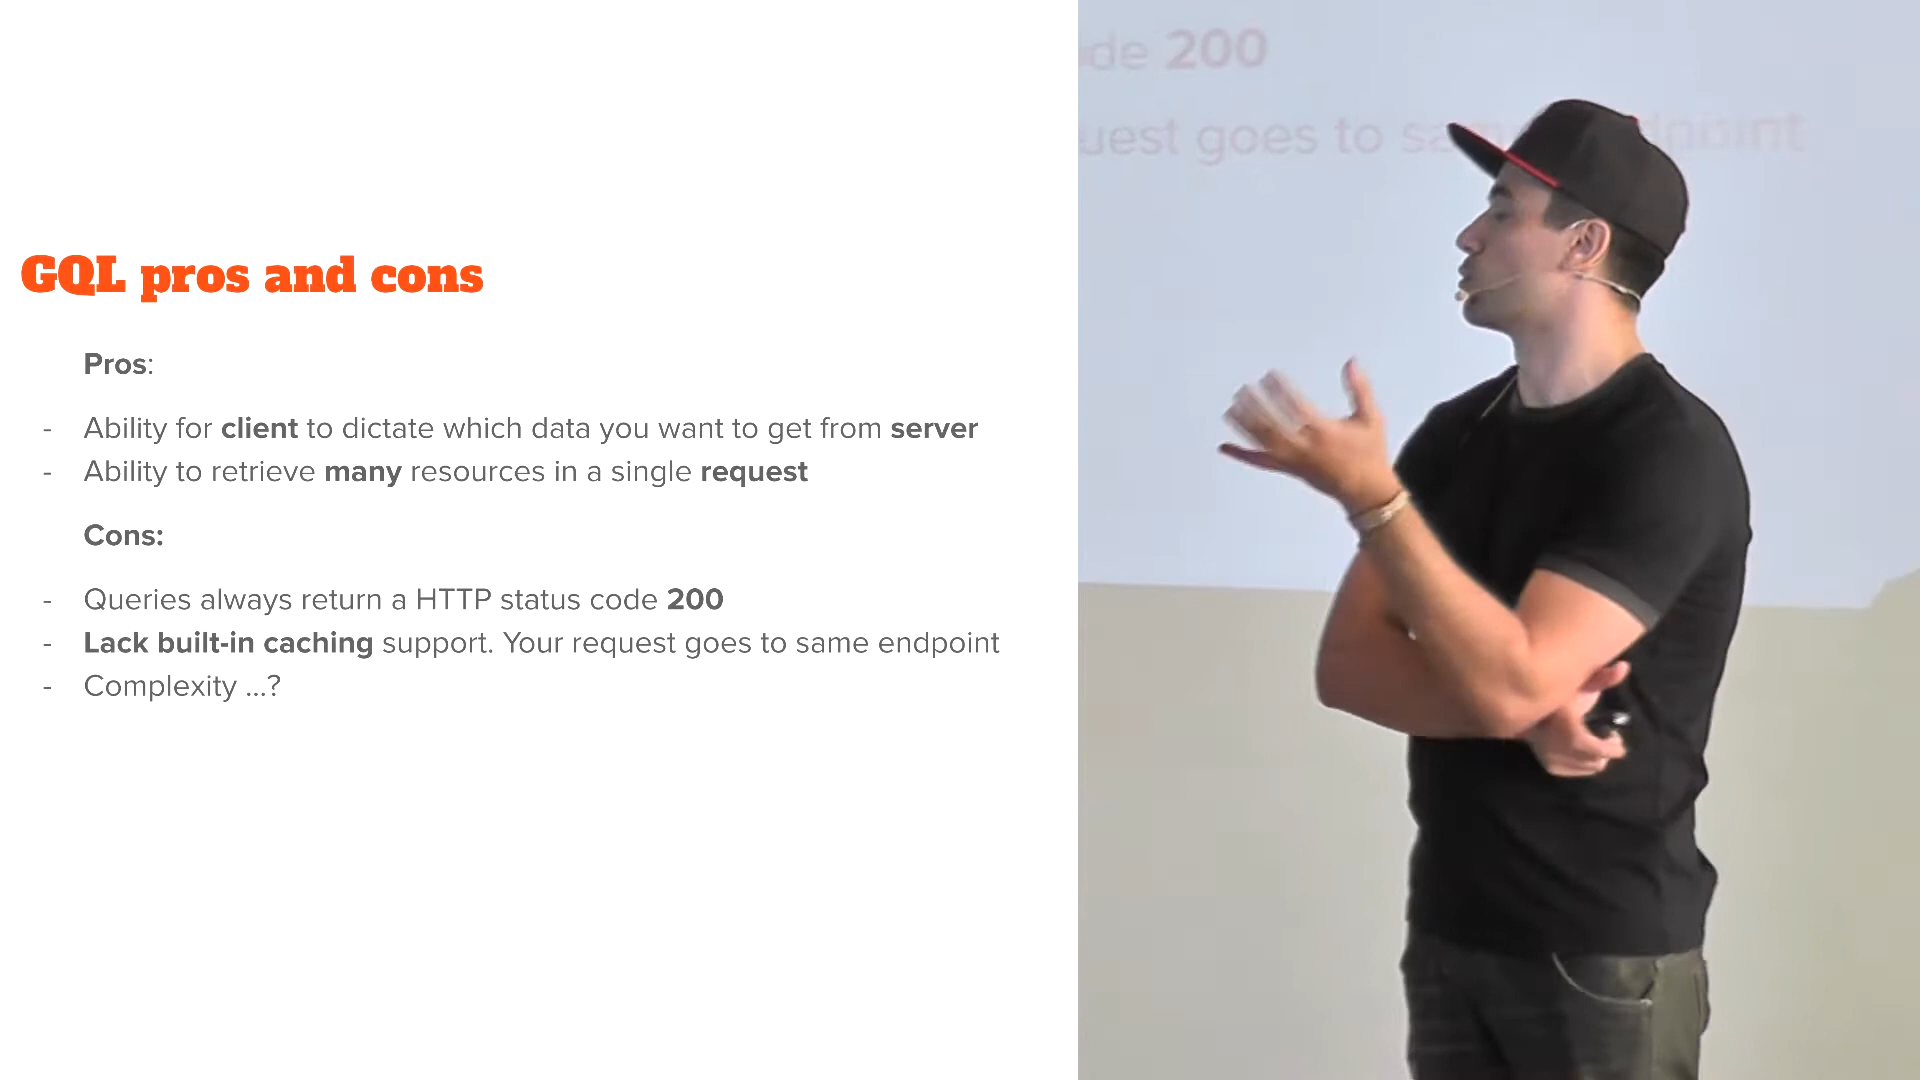 GQL pros and cons
Pros:
- Ability for client to dictate which data you want to get from server
- Ability to retrieve many resources in a single request
Cons:
- Queries always return a HTTP status code 200
- Lack built-in caching support. Your request goes to same endpoint
- Complexity ...?
de 200
uest goes to sa dpoint